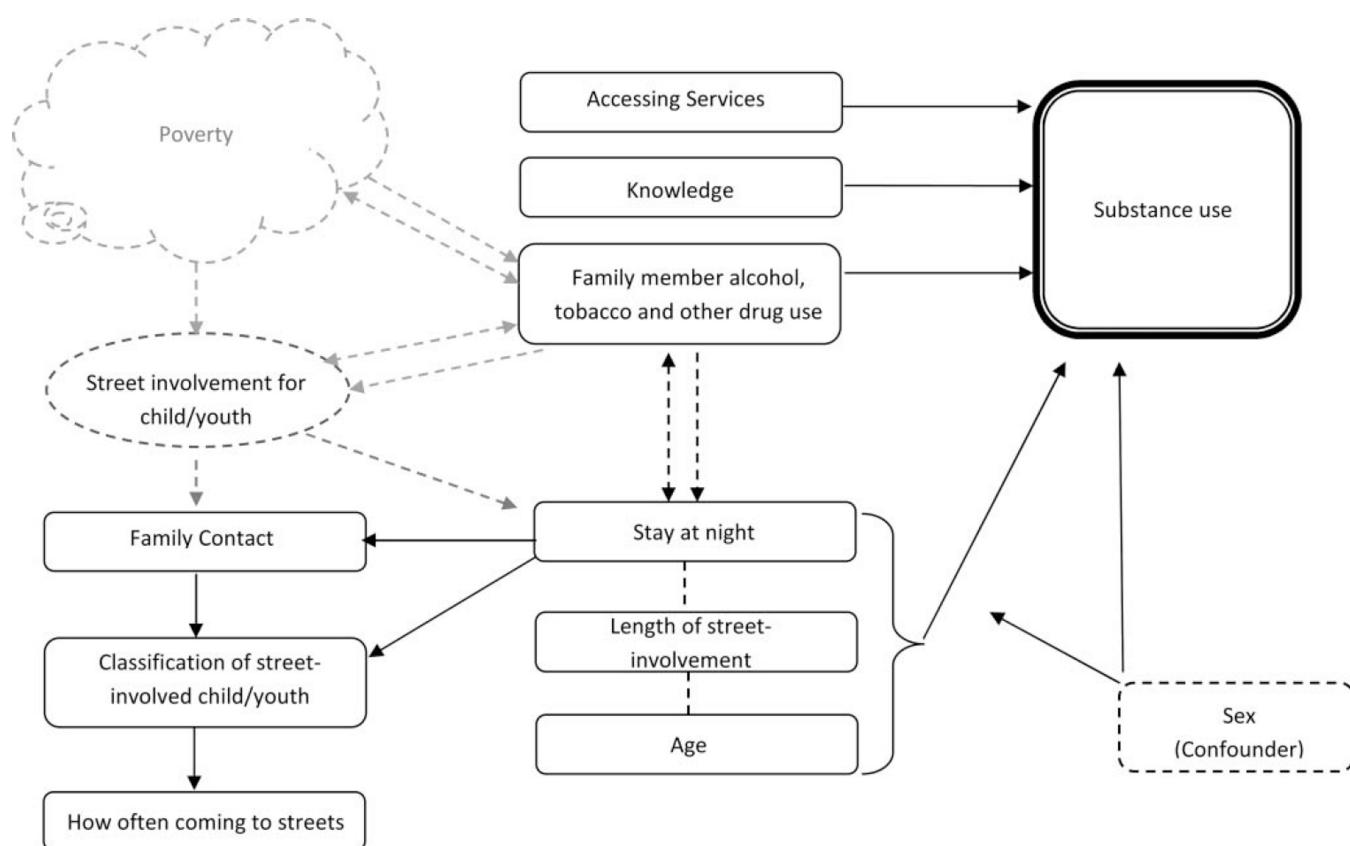 Poverty
Accessing Services
Knowledge
Substance use
Family member alcohol,
tobacco and other drug use
Street involvement for
child/youth
Family Contact
Stay at night
Length of street-
involvement
Classification of street-
involved child/youth
Age
Sex
(Confounder)
How often coming to streets